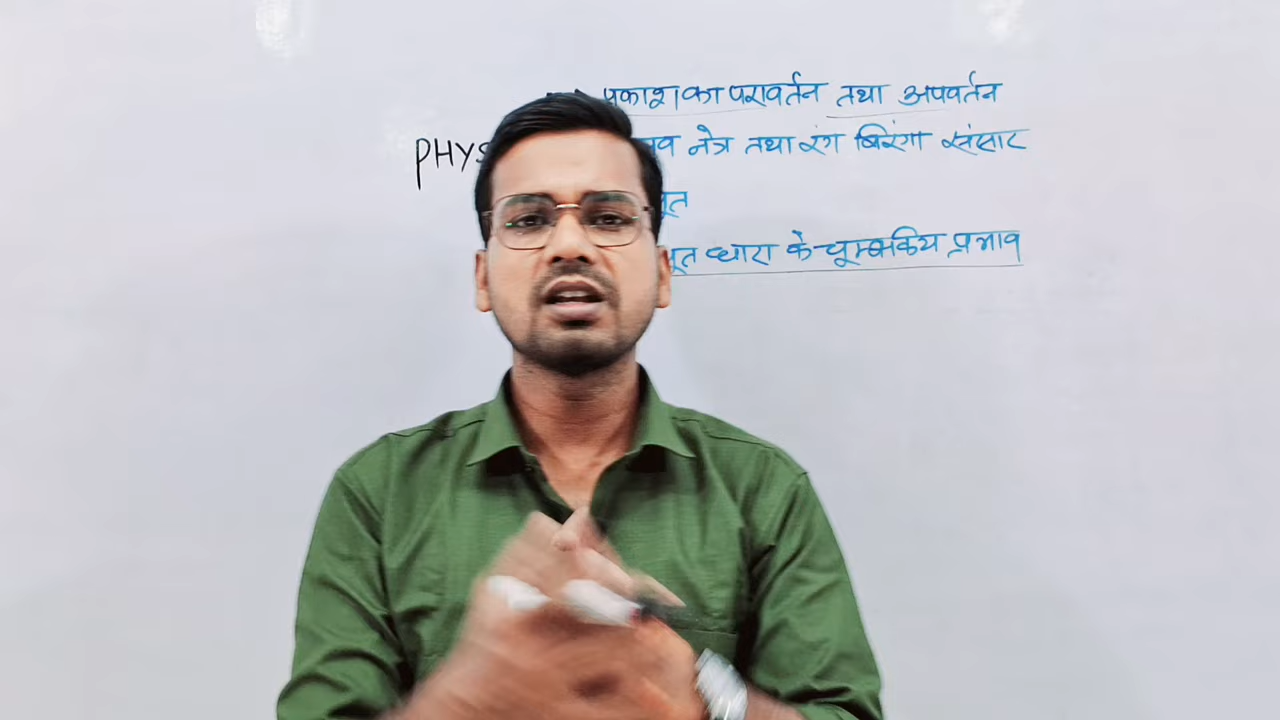 प्रकाश का परावर्तन तथा अपवर्तन
PHYS
नेत्र तथा रंग बिरंगा संसार
धारा के चूम्बकिय प्रभाव